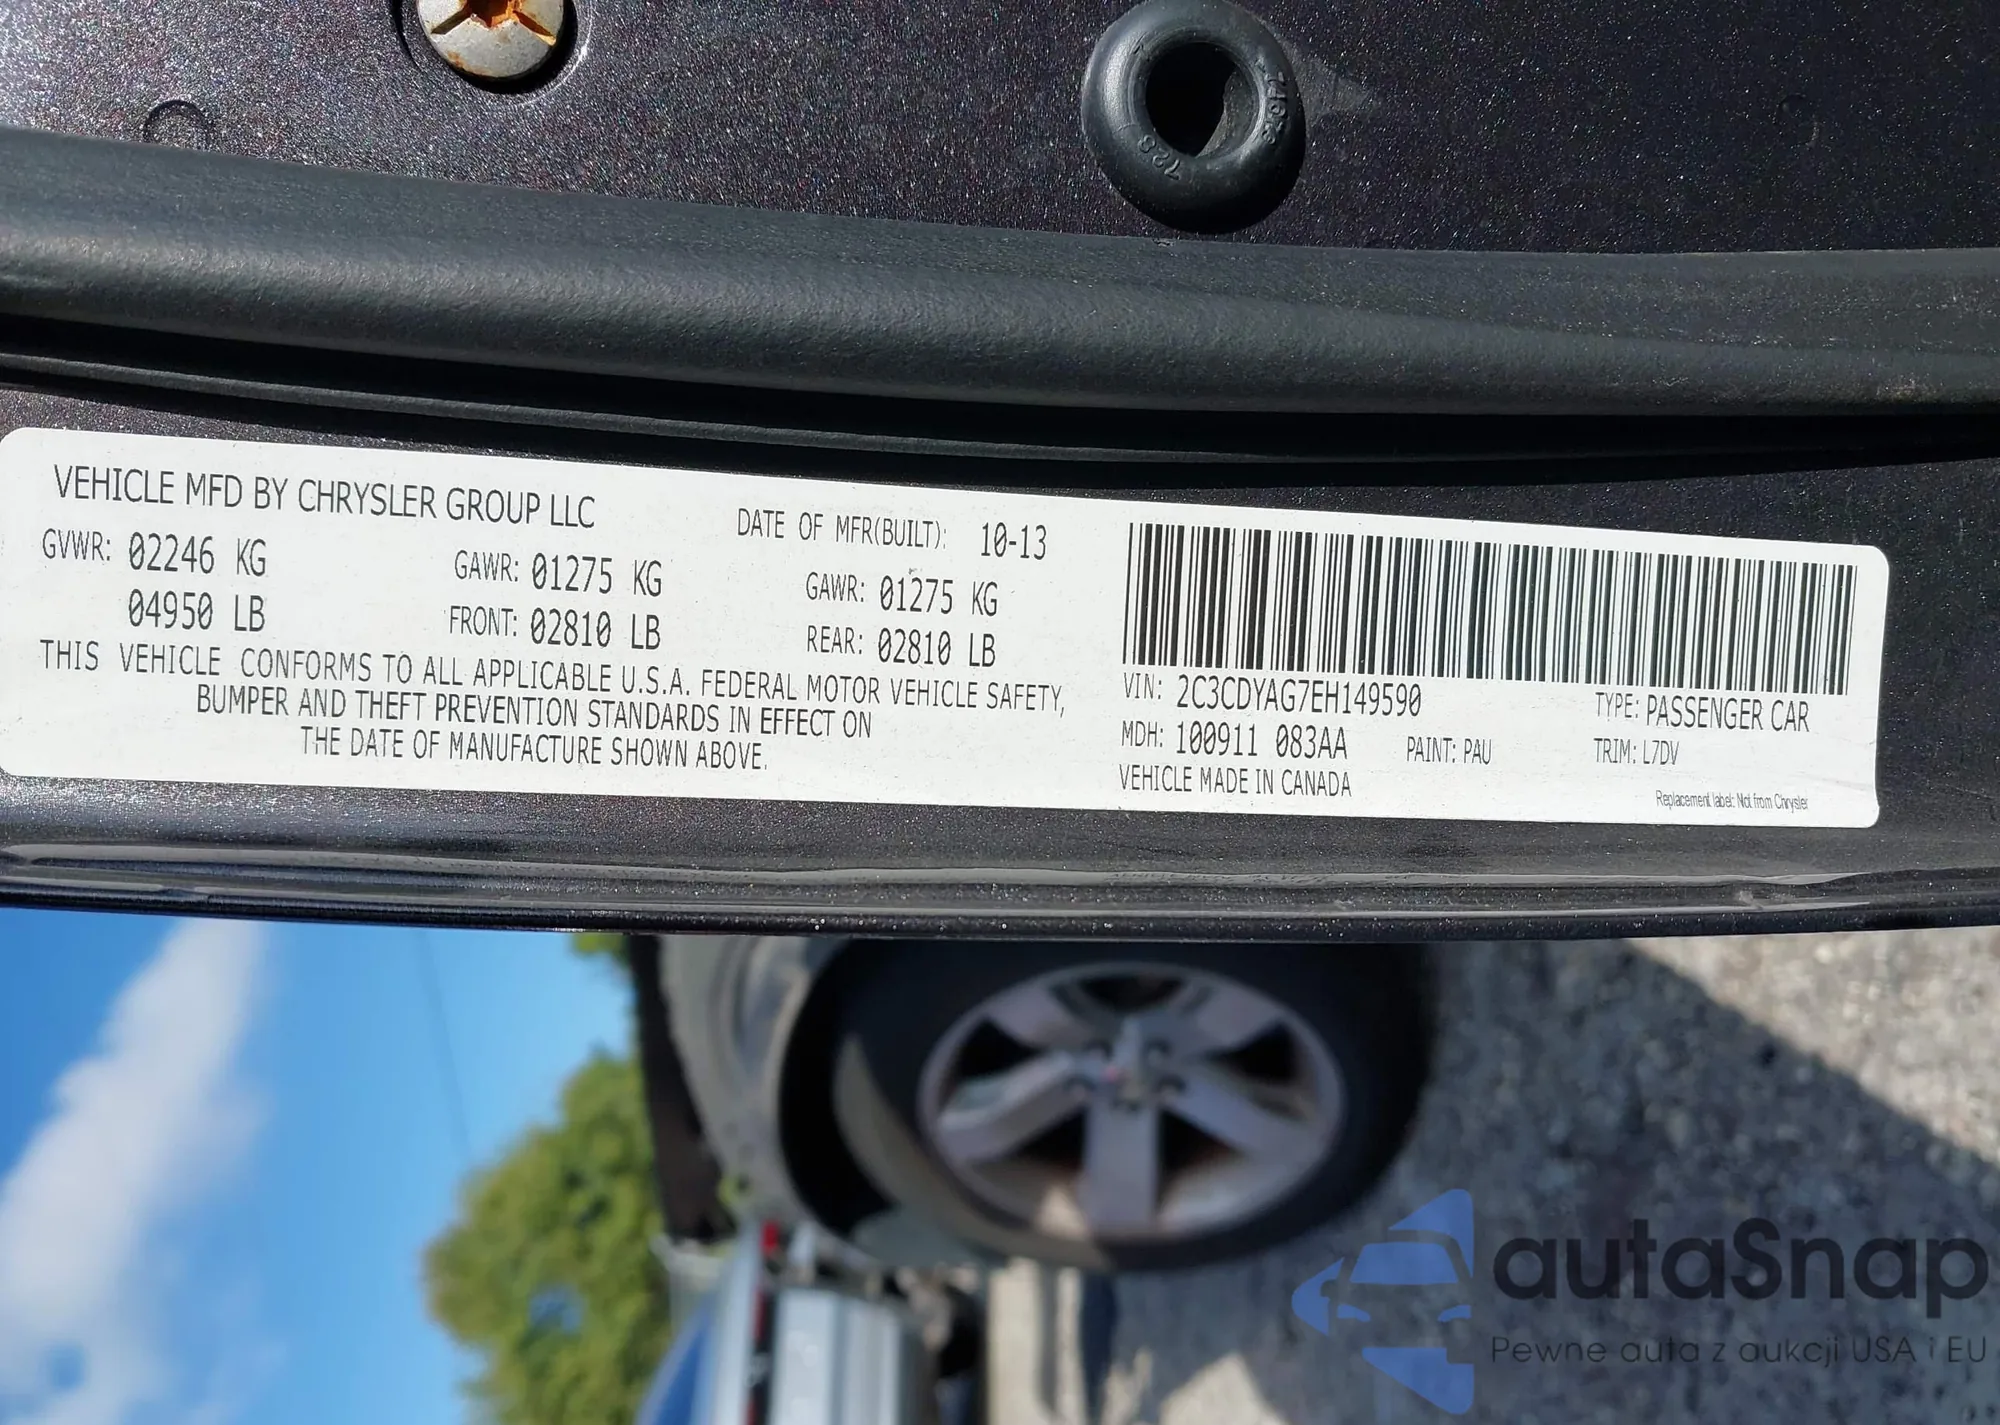 74673
728
VEHICLE MFD BY CHRYSLER GROUP LLC
DATE OF MFR(BUILT): 10-13
GVWR: 02246 KG GAWR: 01275 KG GAWR: 01275 KG
04950 LB FRONT: 02810 LB REAR: 02810 LB
THIS VEHICLE CONFORMS TO ALL APPLICABLE U.S.A. FEDERAL MOTOR VEHICLE SAFETY,
BUMPER AND THEFT PREVENTION STANDARDS IN EFFECT ON
THE DATE OF MANUFACTURE SHOWN ABOVE.
VIN: 2C3CDYAG7EH149590 TYPE: PASSENGER CAR
MDH: 100911 083AA PAINT: PAU TRIM: L7DV
VEHICLE MADE IN CANADA
Replacement label: Not from Chrysler
autaSnap
Pewne auta z aukcji USA i EU